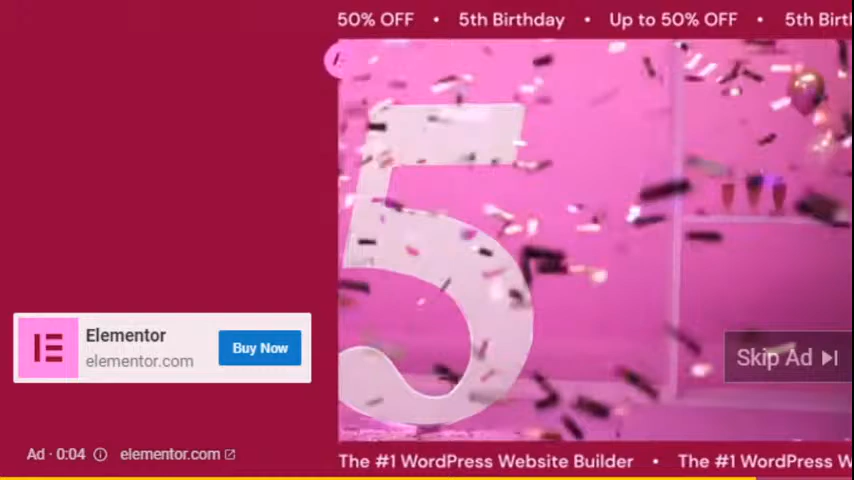 50% OFF • 5th Birthday • Up to 50% OFF • 5th Birt
5
Elementor
elementor.com
Buy Now
Skip Ad
Ad · 0:04 elementor.com
The #1 WordPress Website Builder • The #1 WordPress W